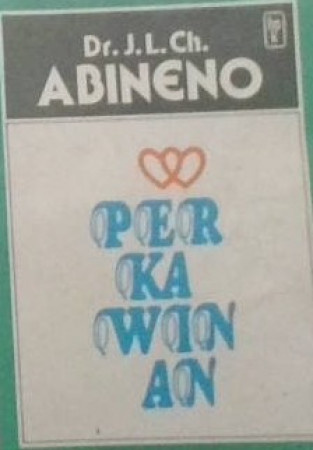 Dr. J. L. Ch.
ABINENO
PER
KA
WIN
AN